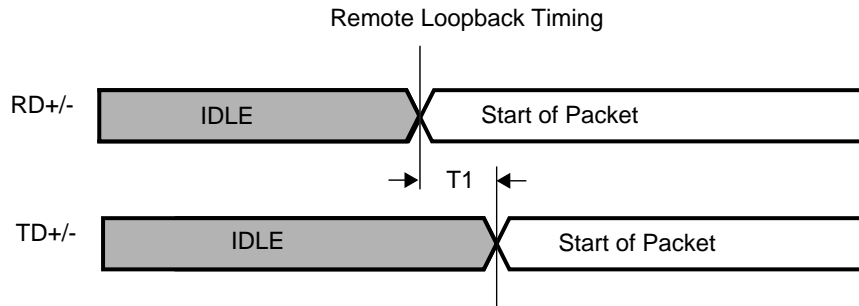 Remote Loopback Timing
RD+/- IDLE Start of Packet
T1
TD+/- IDLE Start of Packet